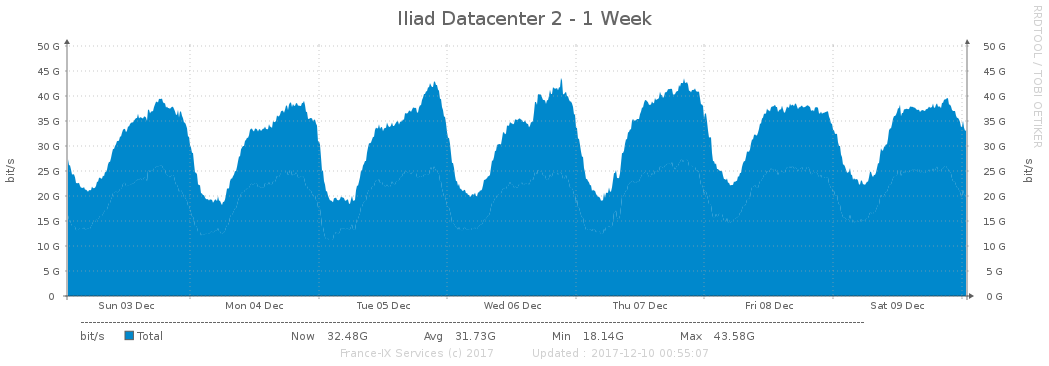 Iliad Datacenter 2 - 1 Week
RRDTOOL / TOBI OETIKER
bit/s
50 G 50 G
45 G 45 G
40 G 40 G
35 G 35 G
30 G 30 G
25 G 25 G
20 G 20 G
15 G 15 G
10 G 10 G
5 G 5 G
0 0 G
bit/s
Sun 03 Dec Mon 04 Dec Tue 05 Dec Wed 06 Dec Thu 07 Dec Fri 08 Dec Sat 09 Dec
bit/s Total Now 32.48G Avg 31.73G Min 18.14G Max 43.58G
France-IX Services (c) 2017 Updated : 2017-12-10 00:55:07